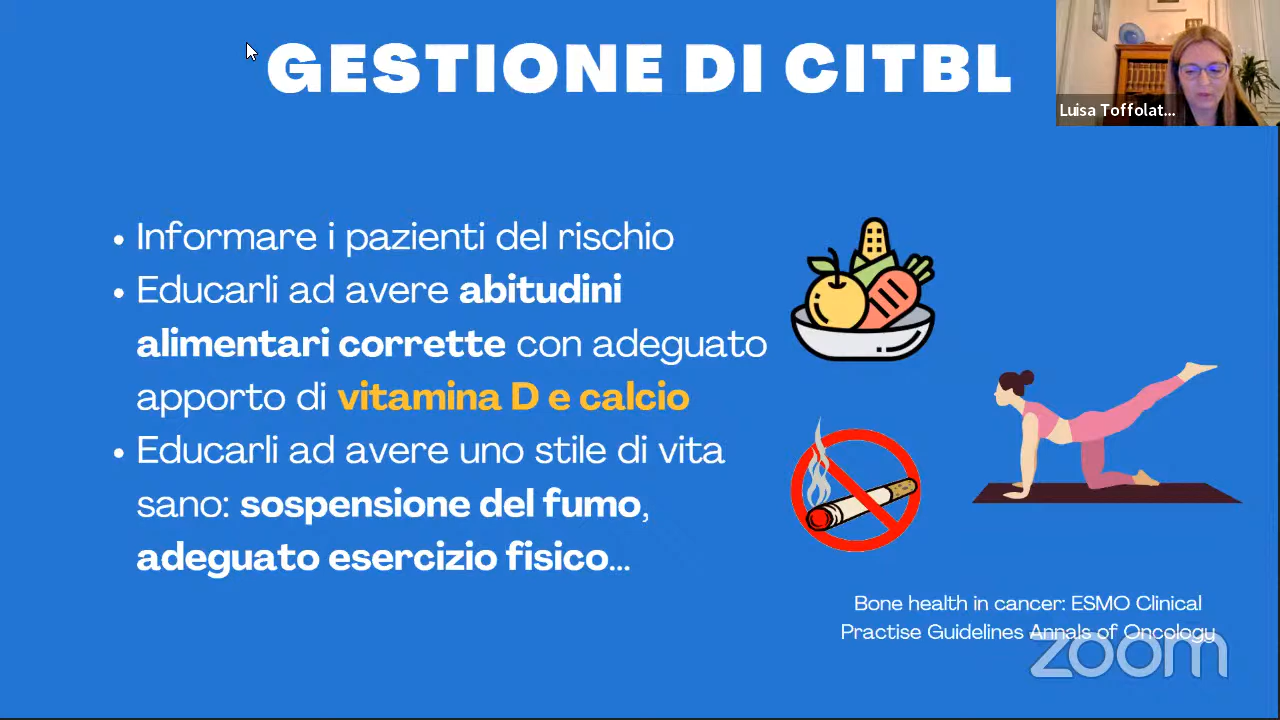 GESTIONE DI CITBL
Luisa Toffolat...
• Informare i pazienti del rischio
• Educarli ad avere abitudini
alimentari corrette con adeguato
apporto di vitamina D e calcio
• Educarli ad avere uno stile di vita
sano: sospensione del fumo,
adeguato esercizio fisico...
Bone health in cancer: ESMO Clinical
Practise Guidelines Annals of Oncology
zoom